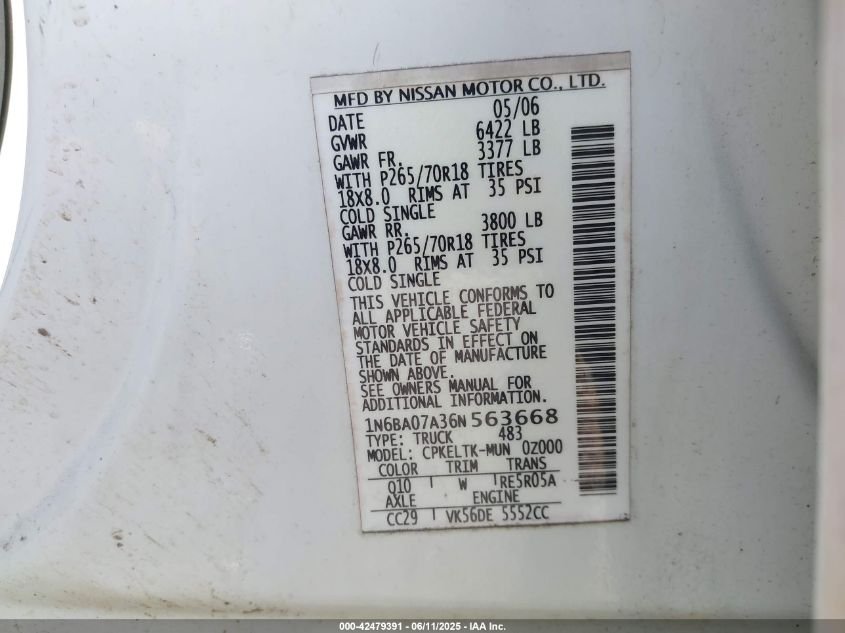 MFD BY NISSAN MOTOR CO., LTD.
DATE 05/06
GVWR 6422 LB
GAWR FR. 3377 LB
WITH P265/70R18 TIRES
18X8.0 RIMS AT 35 PSI
COLD SINGLE
GAWR RR. 3800 LB
WITH P265/70R18 TIRES
18X8.0 RIMS AT 35 PSI
COLD SINGLE
THIS VEHICLE CONFORMS TO
ALL APPLICABLE FEDERAL
MOTOR VEHICLE SAFETY
STANDARDS IN EFFECT ON
THE DATE OF MANUFACTURE
SHOWN ABOVE.
SEE OWNERS MANUAL FOR
ADDITIONAL INFORMATION.
1N6BA07A36N563668
TYPE: TRUCK 483
MODEL: CPKELTK-MUN 0Z000
COLOR TRIM TRANS
Q10 W RE5R05A
AXLE ENGINE
CC29 VK56DE 5552CC
000-42479391 - 06/11/2025 - IAA Inc.